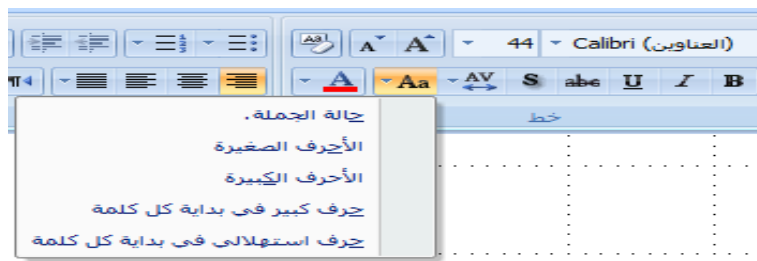 Calibri (العناوين) 44
B I U abc S AV Aa A
خط
حالة الجملة.
الأحرف الصغيرة
الأحرف الكبيرة
حرف كبير في بداية كل كلمة
حرف استهلالي في بداية كل كلمة